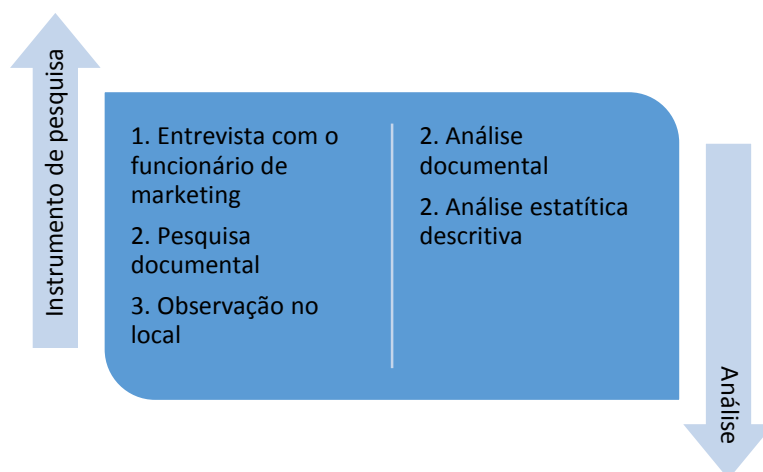 Instrumento de pesquisa
1. Entrevista com o
funcionário de
marketing
2. Pesquisa
documental
3. Observação no
local
2. Análise
documental
2. Análise estatítica
descritiva
Análise